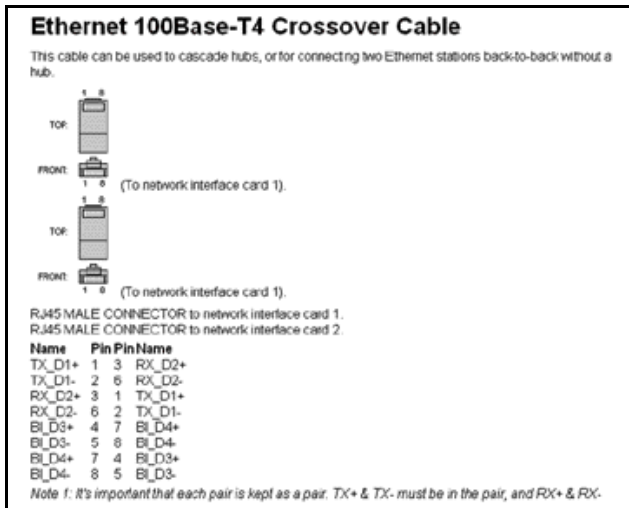 Ethernet 100Base-T4 Crossover Cable
This cable can be used to cascade hubs, or for connecting two Ethernet stations back-to-back without a
hub.
1 8
TOP:
FRONT:
1 8 (To network interface card 1).
1 8
TOP:
FRONT:
1 8 (To network interface card 1).
RJ45 MALE CONNECTOR to network interface card 1.
RJ45 MALE CONNECTOR to network interface card 2.
Name Pin Pin Name
TX_D1+ 1 3 RX_D2+
TX_D1- 2 6 RX_D2-
RX_D2+ 3 1 TX_D1+
RX_D2- 6 2 TX_D1-
BI_D3+ 4 7 BI_D4+
BI_D3- 5 8 BI_D4-
BI_D4+ 7 4 BI_D3+
BI_D4- 8 5 BI_D3-
Note 1: It's important that each pair is kept as a pair. TX+ & TX- must be in the pair, and RX+ & RX-